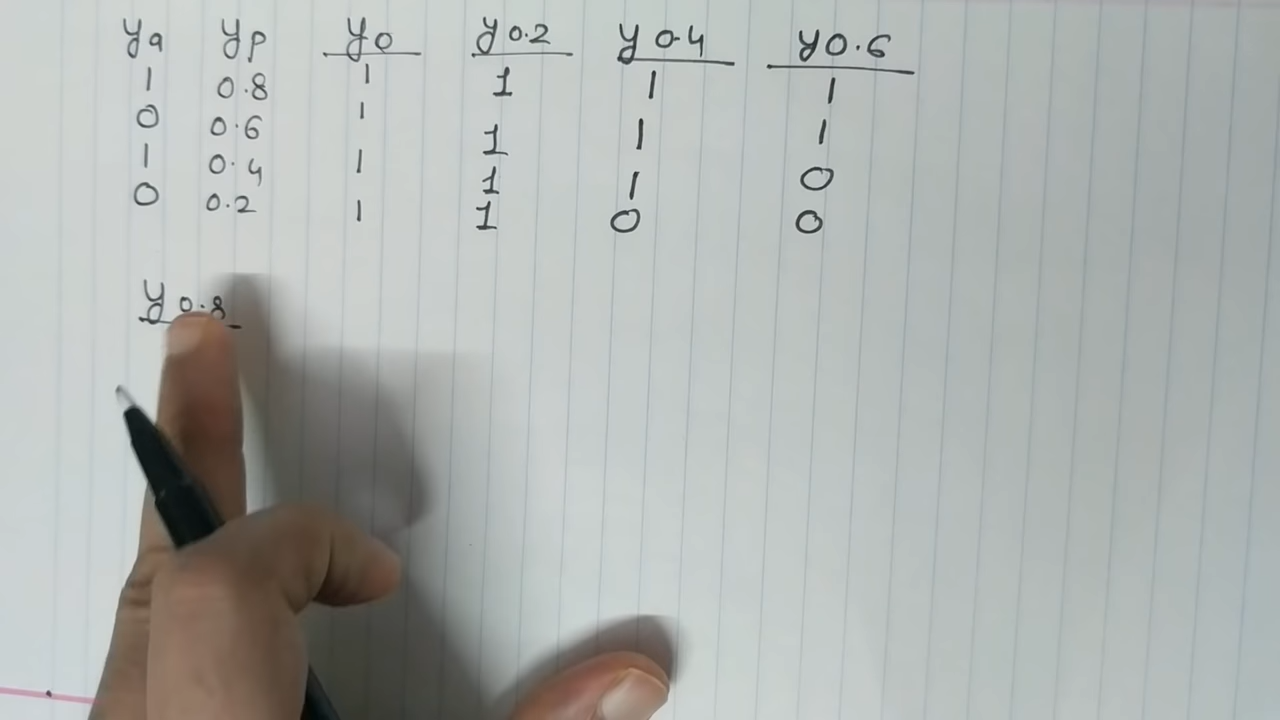 ya yp y0 y0.2 y0.4 y0.6
1 0.8 1 1 1 1
0 0.6 1 1 1 1
1 0.4 1 1 1 0
0 0.2 1 1 0 0
y0.8